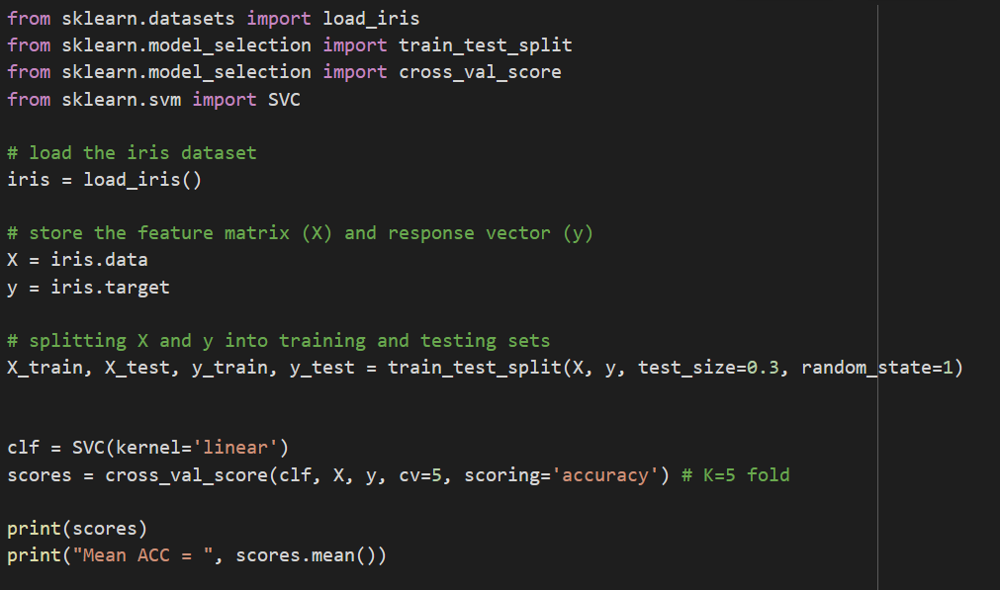 from sklearn.datasets import load_iris
from sklearn.model_selection import train_test_split
from sklearn.model_selection import cross_val_score
from sklearn.svm import SVC
# load the iris dataset
iris = load_iris()
# store the feature matrix (X) and response vector (y)
X = iris.data
y = iris.target
# splitting X and y into training and testing sets
X_train, X_test, y_train, y_test = train_test_split(X, y, test_size=0.3, random_state=1)
clf = SVC(kernel='linear')
scores = cross_val_score(clf, X, y, cv=5, scoring='accuracy') # K=5 fold
print(scores)
print("Mean ACC = ", scores.mean())